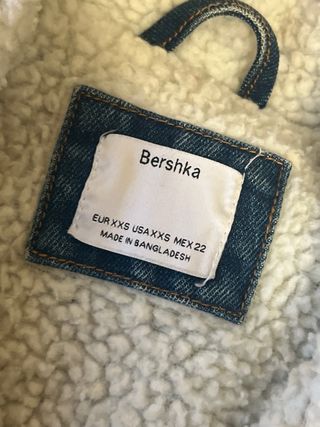 Bershka
EUR XXS USA XXS MEX 22
MADE IN BANGLADESH